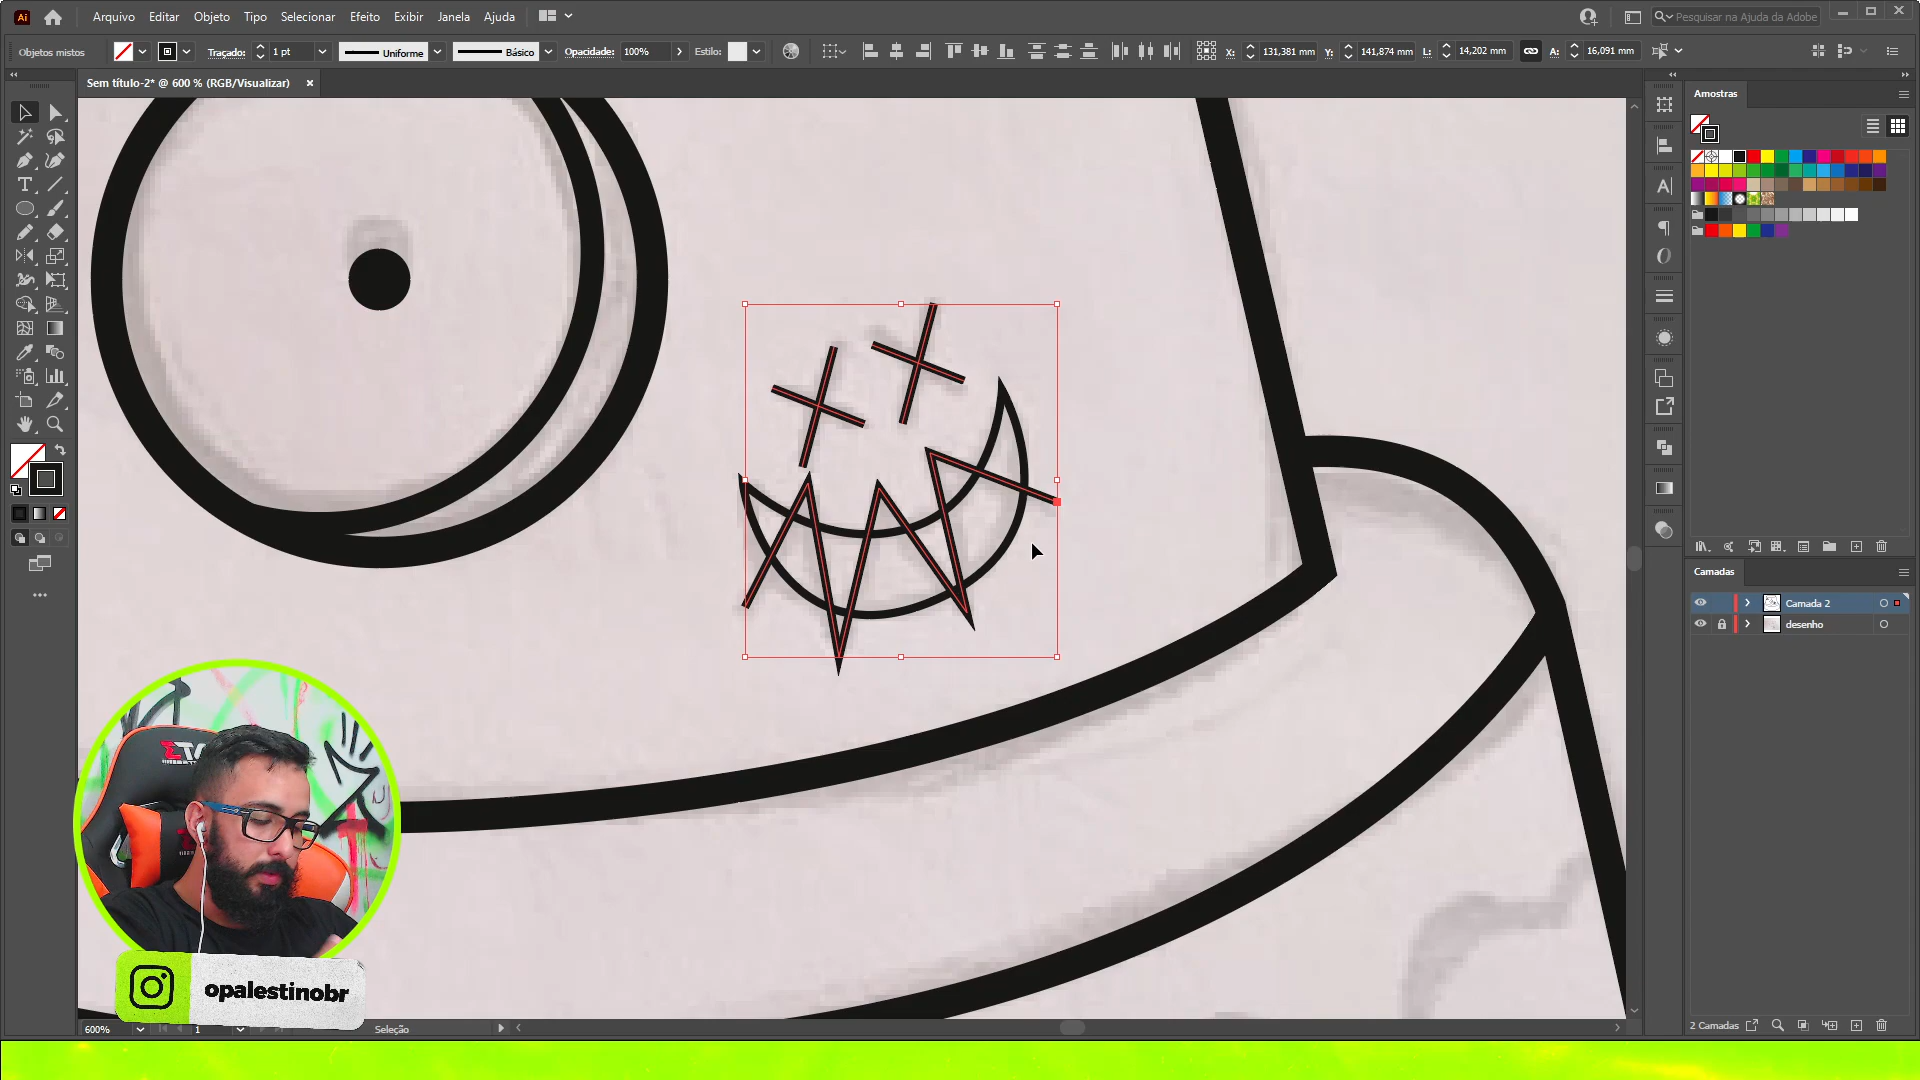 Ai Arquivo Editar Objeto Tipo Selecionar Efeito Exibir Janela Ajuda Pesquisar na Ajuda da Adobe
Objetos mistos Traçado: 1 pt Uniforme Básico Opacidade: 100% Estilo: X: 131,381 mm Y: 141,874 mm L: 14,202 mm A: 16,091 mm
Sem título-2* @ 600 % (RGB/Visualizar)
Amostras
Camadas
Camada 2
desenho
opalestinobr
600% 1 Seleção
2 Camadas